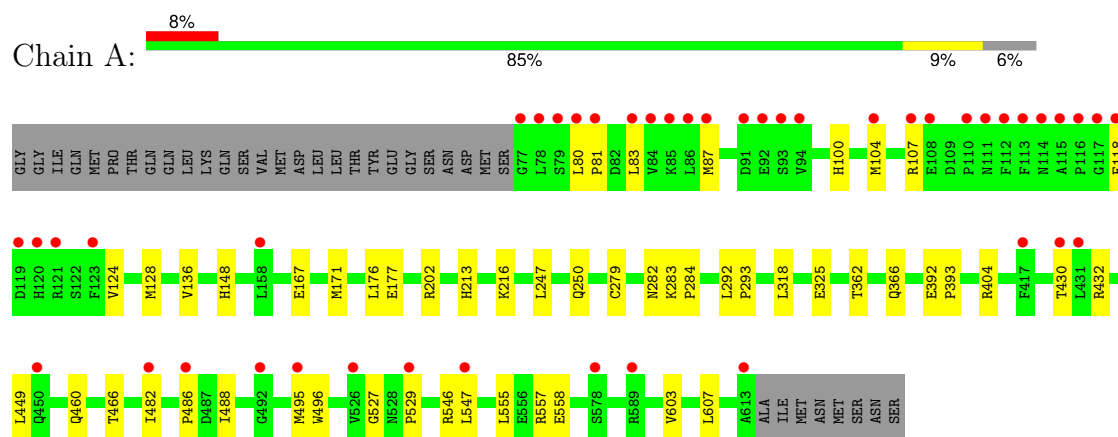 8%
Chain A:
85% 9% 6%
GLY GLY ILE GLN MET PRO THR GLN GLN LEU LYS GLN SER VAL MET ASP LEU LEU THR TYR GLU GLY SER ASN ASP MET SER G77 L78 S79 L80 P81 D82 L83 V84 K85 L86 M87 D91 E92 S93 V94 H100 M104 R107 E108 D109 P110 N111 F112 F113 N114 A115 P116 G117 E118
D119 H120 R121 S122 F123 V124 M128 V136 H148 L158 E167 M171 L176 E177 R202 H213 K216 L247 Q250 C279 N282 K283 P284 L292 P293 L318 E325 T362 Q366 E392 P393 R404 F417 T430 L431 R432
L449 Q450 Q460 T466 I482 P486 D487 I488 G492 M495 W496 V526 G527 N528 P529 R546 L547 L555 E556 R557 E558 S578 R589 V603 L607 A613 ALA ILE MET ASN MET SER ASN SER